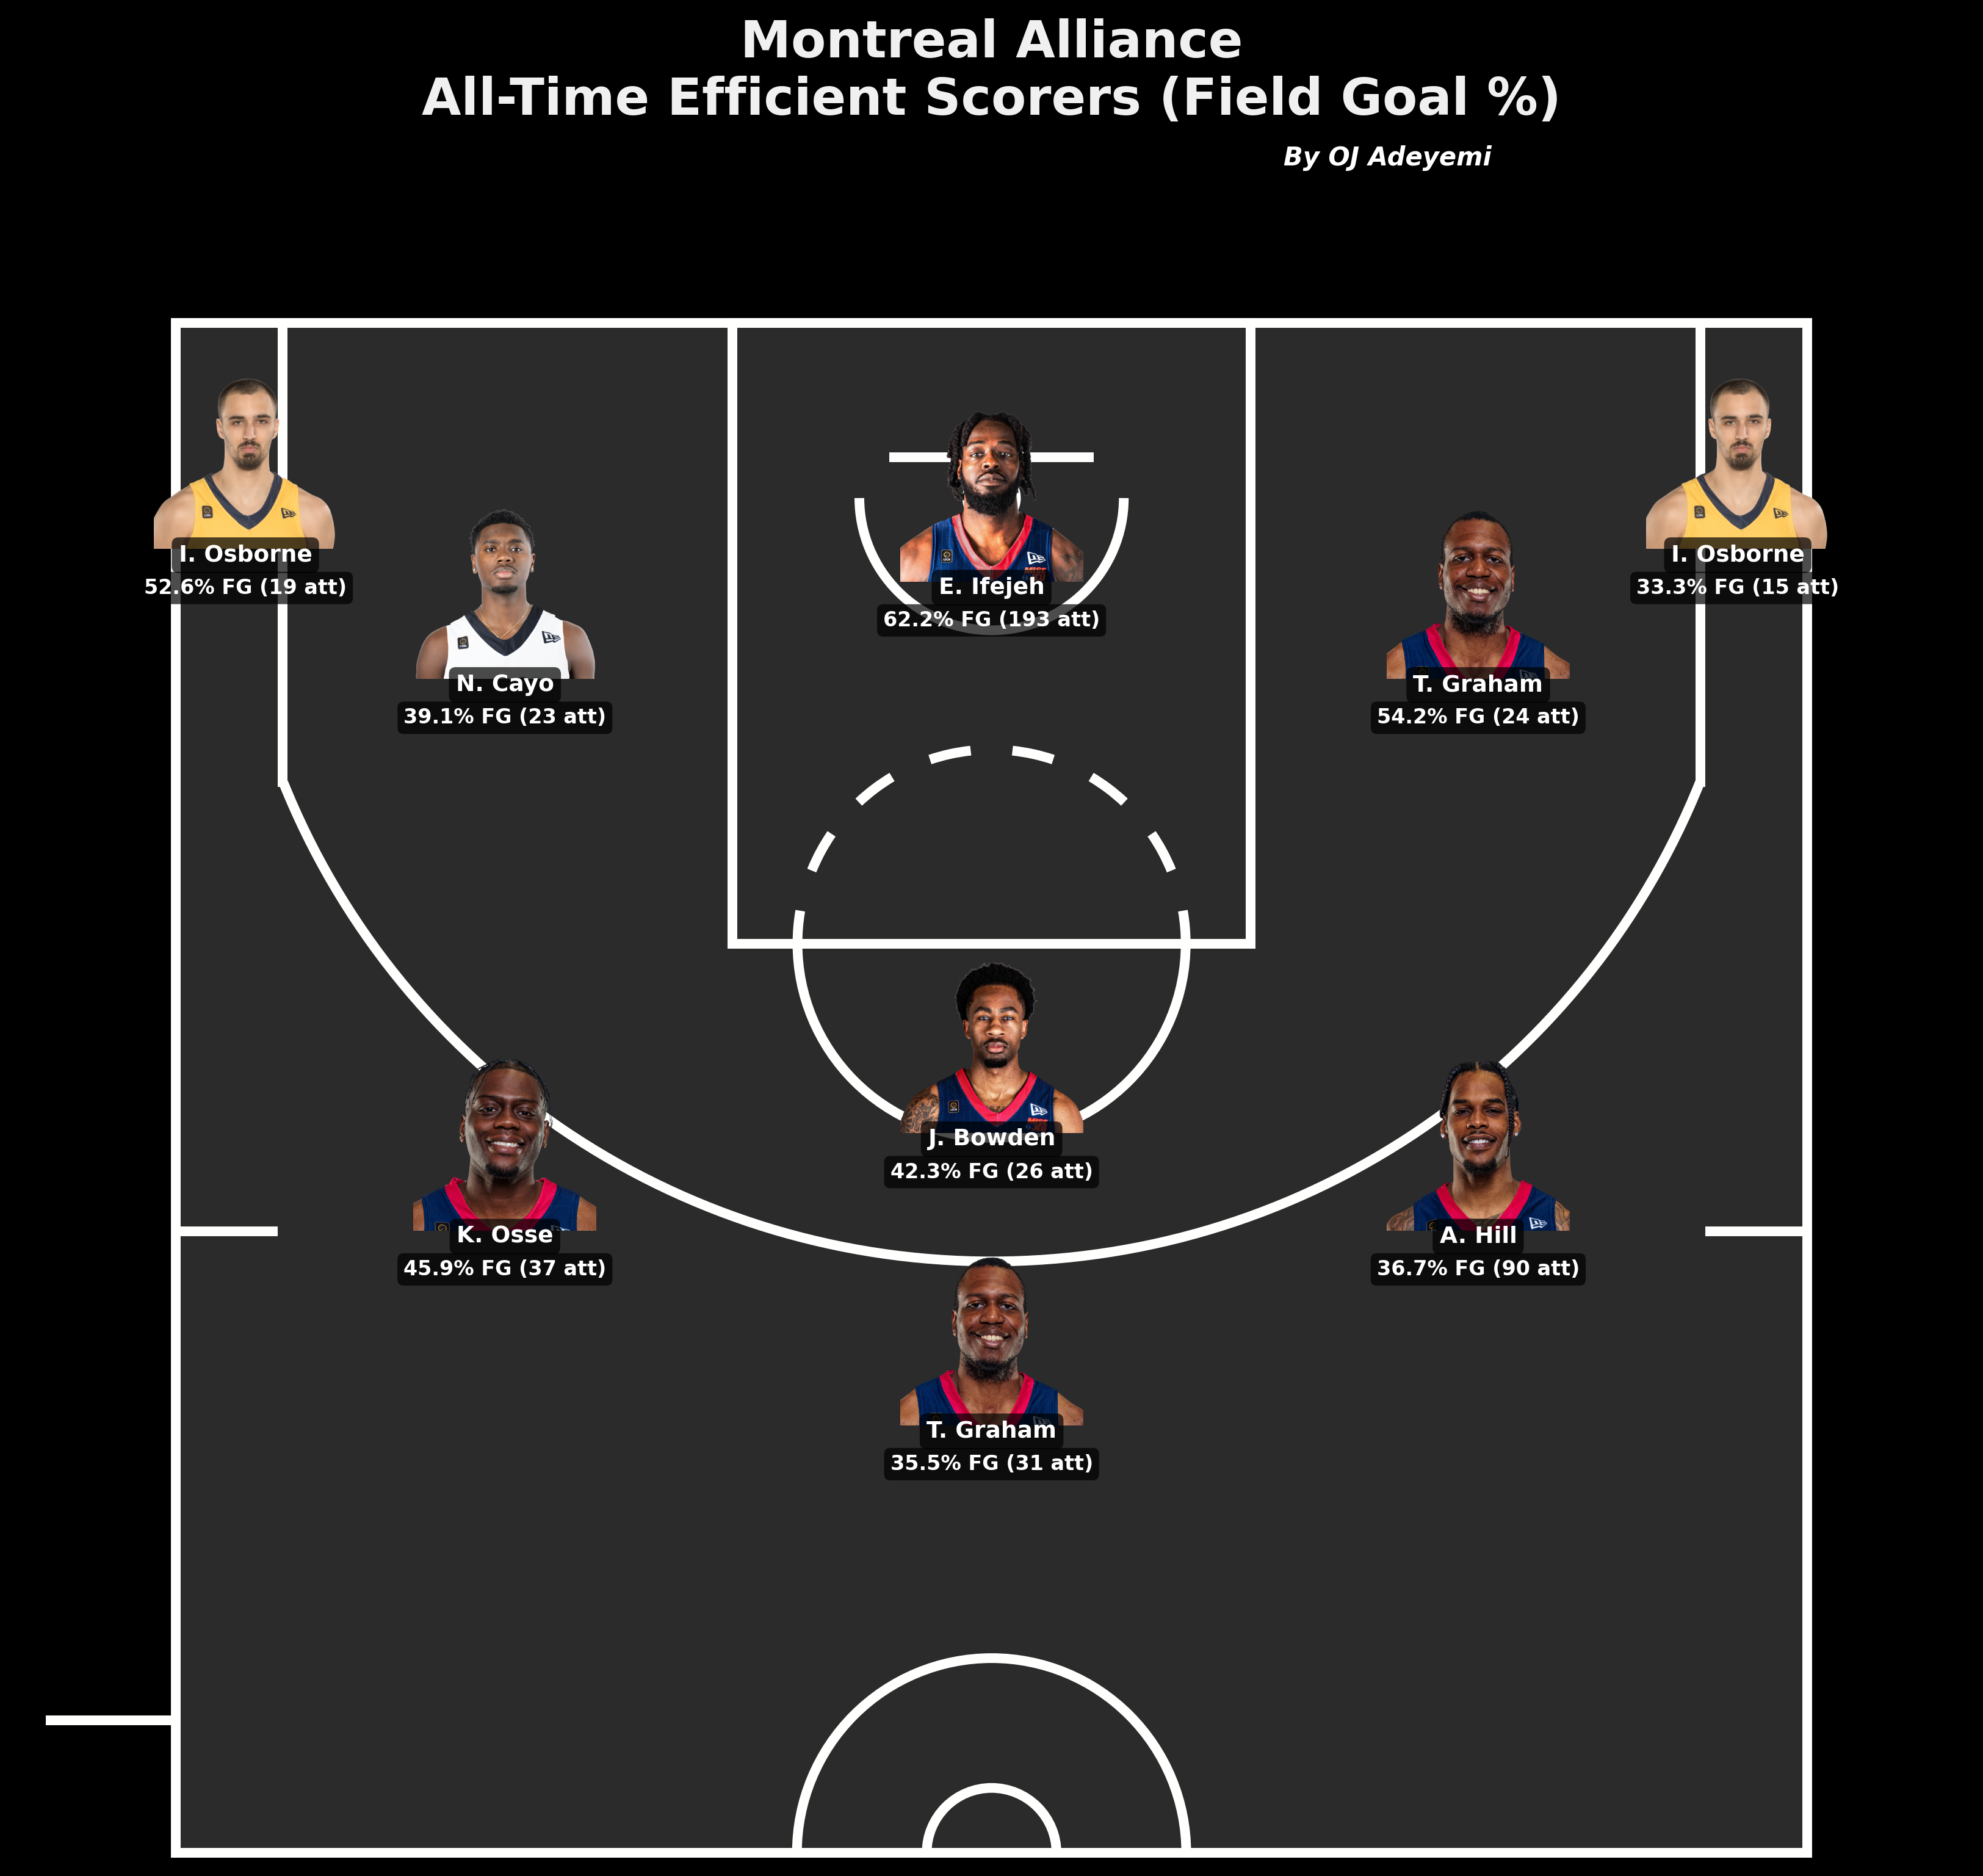 Montreal Alliance
All-Time Efficient Scorers (Field Goal %)
By OJ Adeyemi
I. Osborne
52.6% FG (19 att)
I. Osborne
33.3% FG (15 att)
E. Ifejeh
62.2% FG (193 att)
N. Cayo
39.1% FG (23 att)
T. Graham
54.2% FG (24 att)
J. Bowden
42.3% FG (26 att)
K. Osse
45.9% FG (37 att)
A. Hill
36.7% FG (90 att)
T. Graham
35.5% FG (31 att)